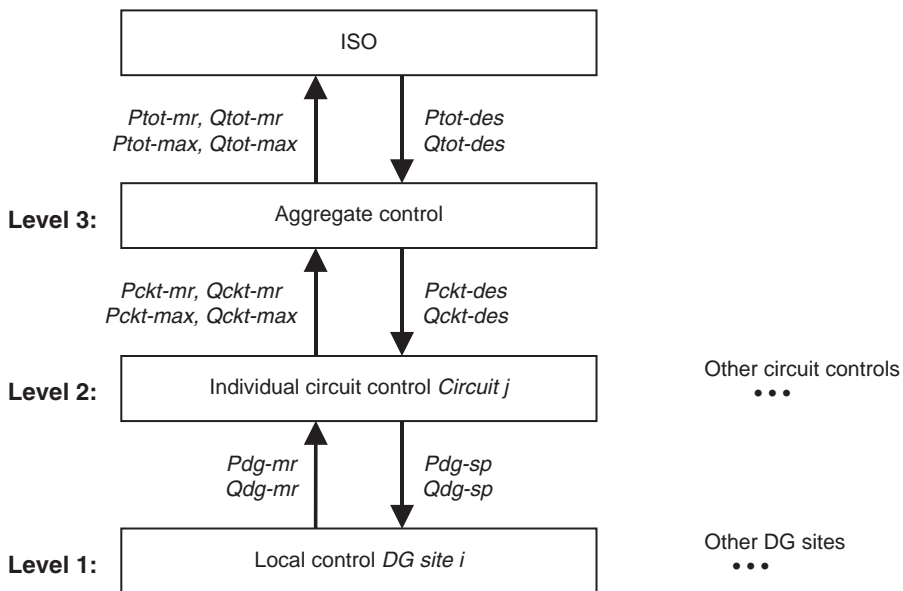 ISO
Ptot-mr, Qtot-mr
Ptot-max, Qtot-max
Ptot-des
Qtot-des
Level 3:
Aggregate control
Pckt-mr, Qckt-mr
Pckt-max, Qckt-max
Pckt-des
Qckt-des
Level 2:
Individual circuit control Circuit j
Other circuit controls
•••
Pdg-mr
Qdg-mr
Pdg-sp
Qdg-sp
Level 1:
Local control DG site i
Other DG sites
•••